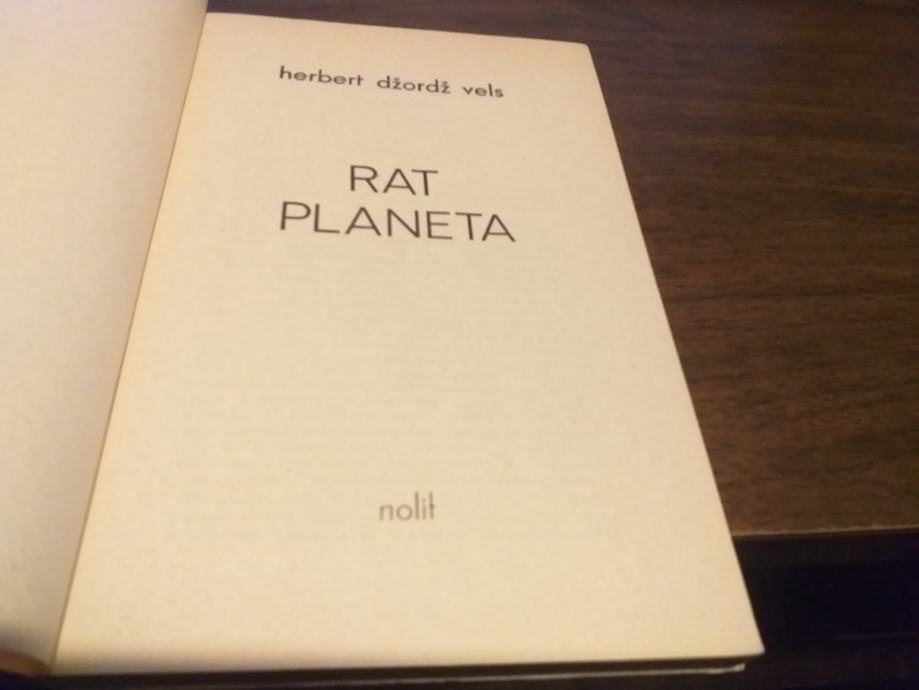 herbert džordž vels
RAT
PLANETA
nolit